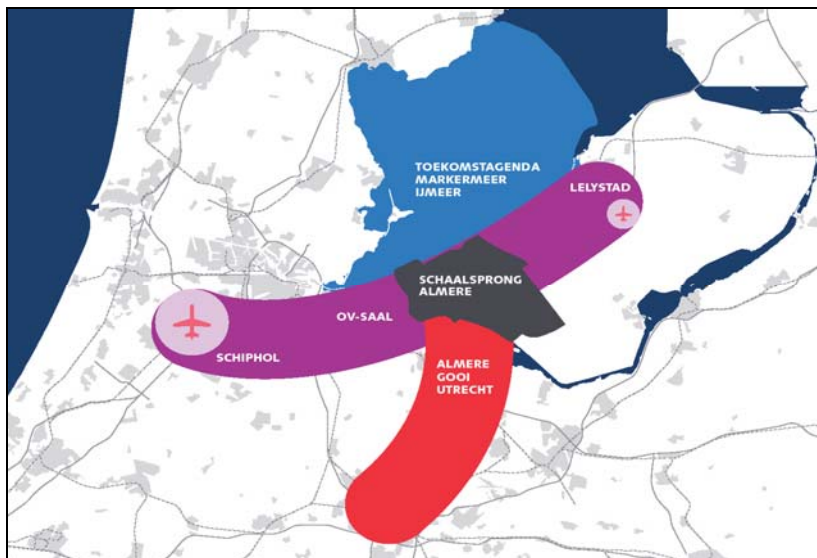 TOEKOMSTAGENDA
MARKERMEER
IJMEER
LELYSTAD
SCHAALSPRONG
ALMERE
OV-SAAL
SCHIPHOL
ALMERE
GOOI
UTRECHT